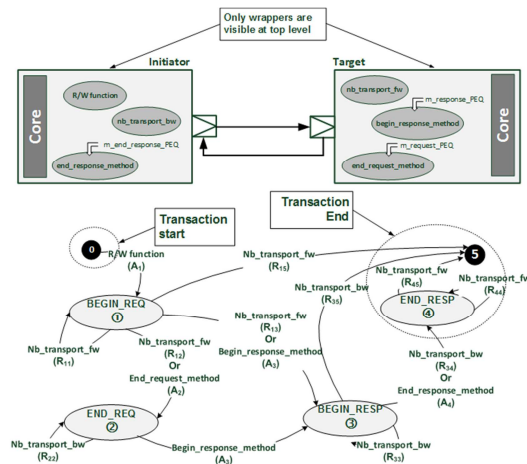 Only wrappers are
visible at top level
Initiator
Target
Core
R/W function
nb_transport_bw
m_end_response_PEQ
end_response_method
nb_transport_fw
m_response_PEQ
begin_response_method
m_request_PEQ
end_request_method
Core
Transaction
start
Transaction
End
0
R/W function
(A1)
Nb_transport_fw
(R15)
5
Nb_transport_bw
(R35)
Nb_transport_fw
(R45)
Nb_transport_fw
(R44)
BEGIN_REQ
①
END_RESP
④
Nb_transport_fw
(R11)
Nb_transport_fw
(R12)
Or
End_request_method
(A2)
Nb_transport_fw
(R13)
Or
Begin_response_method
(A3)
Nb_transport_bw
(R34)
Or
End_response_method
(A4)
END_REQ
②
BEGIN_RESP
③
Nb_transport_bw
(R22)
Begin_response_method
(A3)
Nb_transport_bw
(R33)